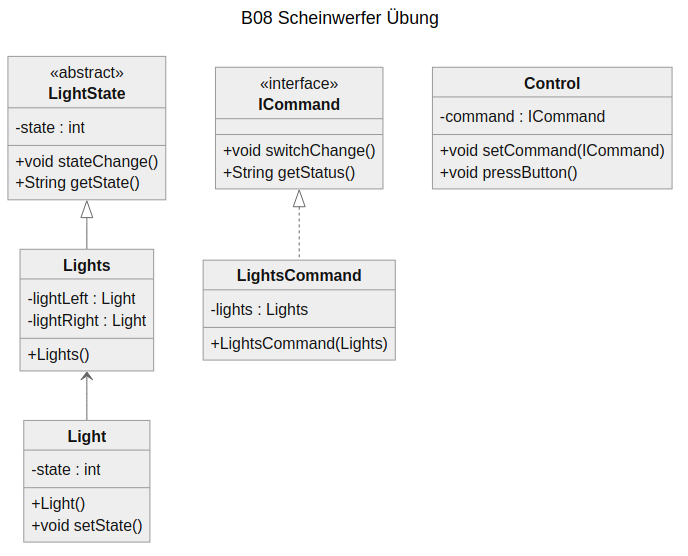 B08 Scheinwerfer Übung
«abstract»
LightState
-state : int
+void stateChange()
+String getState()
«interface»
ICommand
+void switchChange()
+String getStatus()
Control
-command : ICommand
+void setCommand(ICommand)
+void pressButton()
Lights
-lightLeft : Light
-lightRight : Light
+Lights()
LightsCommand
-lights : Lights
+LightsCommand(Lights)
Light
-state : int
+Light()
+void setState()